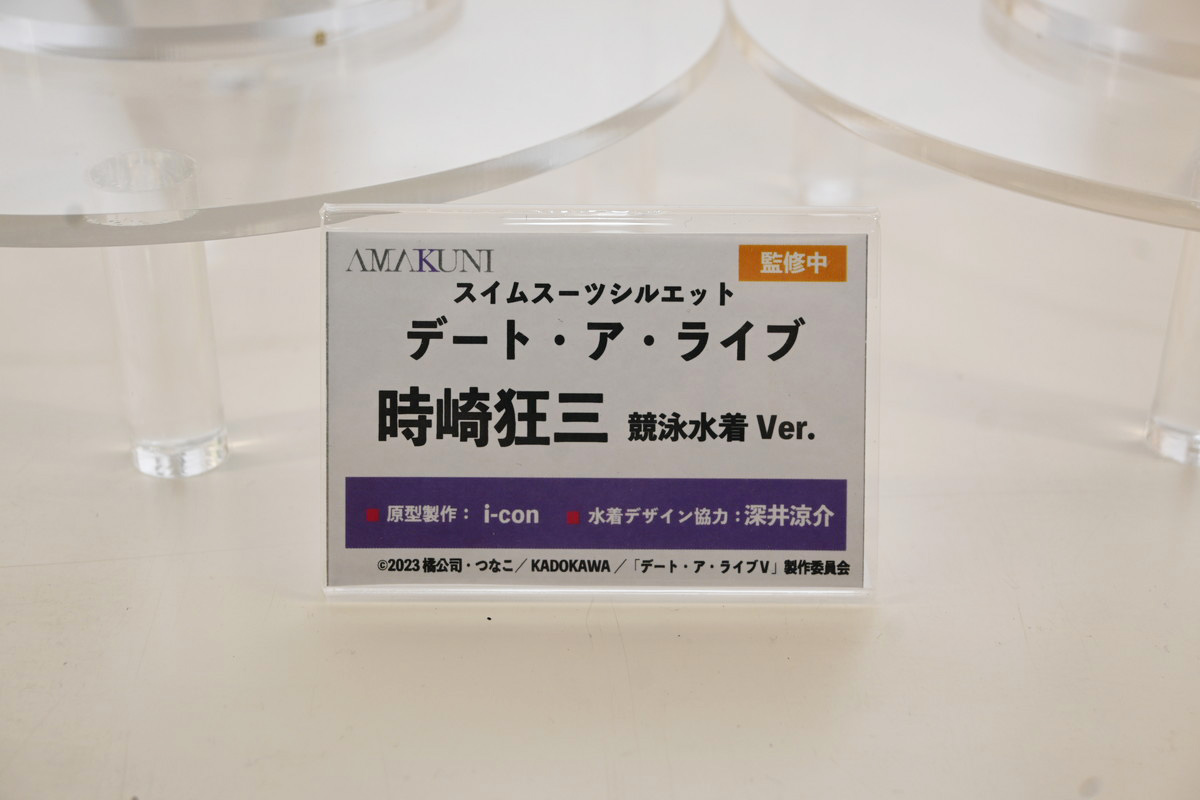 AMAKUNI
監修中
スイムスーツシルエット
デート・ア・ライブ
時崎狂三 競泳水着 Ver.
■ 原型製作： i-con ■ 水着デザイン協力：深井涼介
©2023 橘公司・つなこ／ KADOKAWA ／「デート・ア・ライブⅤ」製作委員会